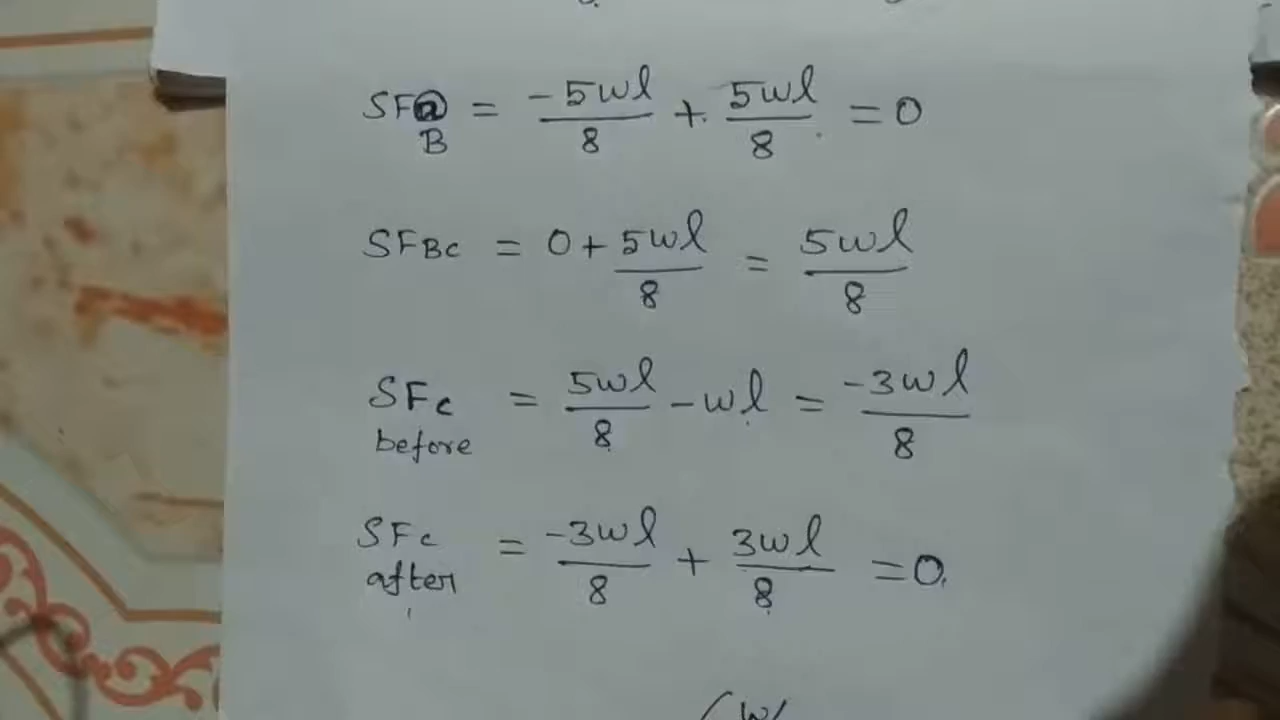 SF@B = -5wl/8 + 5wl/8 = 0
SFBC = 0 + 5wl/8 = 5wl/8
SFc before = 5wl/8 - wl = -3wl/8
SFc after = -3wl/8 + 3wl/8 = 0